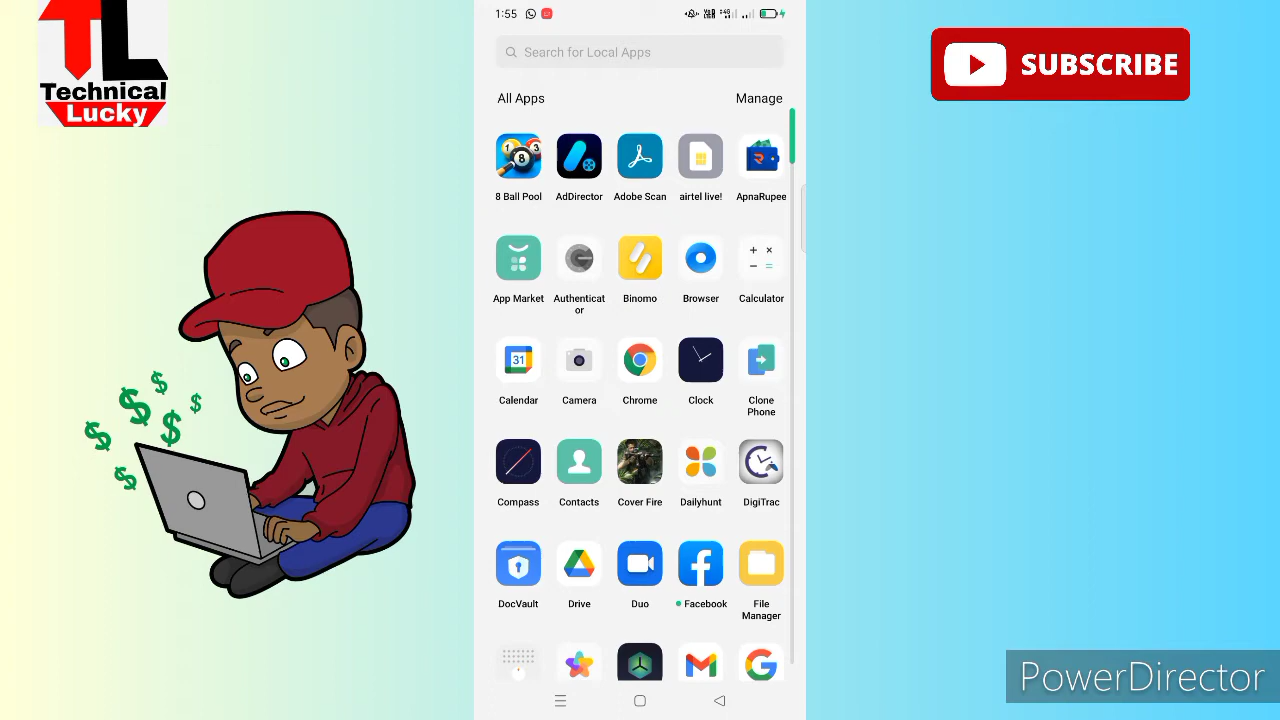 TL
Technical
Lucky
1:55
Search for Local Apps
All Apps
Manage
8 Ball Pool
AdDirector
Adobe Scan
airtel live!
ApnaRupee
App Market
Authenticat
or
Binomo
Browser
Calculator
31
Calendar
Camera
Chrome
Clock
Clone
Phone
Compass
Contacts
Cover Fire
Dailyhunt
DigiTrac
DocVault
Drive
Duo
Facebook
File
Manager
SUBSCRIBE
PowerDirector